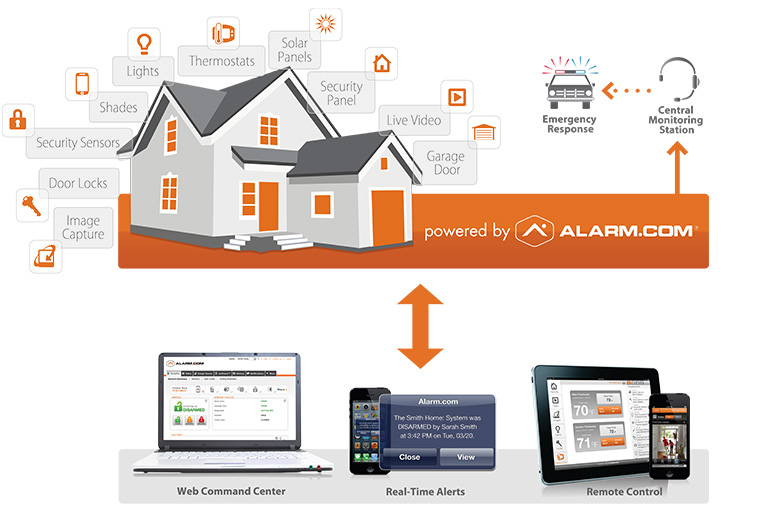 Solar
Panels
Thermostats
Lights
Security
Panel
Shades
Live Video
Security Sensors
Garage
Door
Door Locks
Image
Capture
Emergency
Response
Central
Monitoring
Station
powered by ALARM.COM
ALARM.COM
DISARMED
Alarm.com
The Smith Home: System was
DISARMED by Sarah Smith
at 3:42 PM on Tue, 03/20.
Close
View
70
71
Web Command Center
Real-Time Alerts
Remote Control